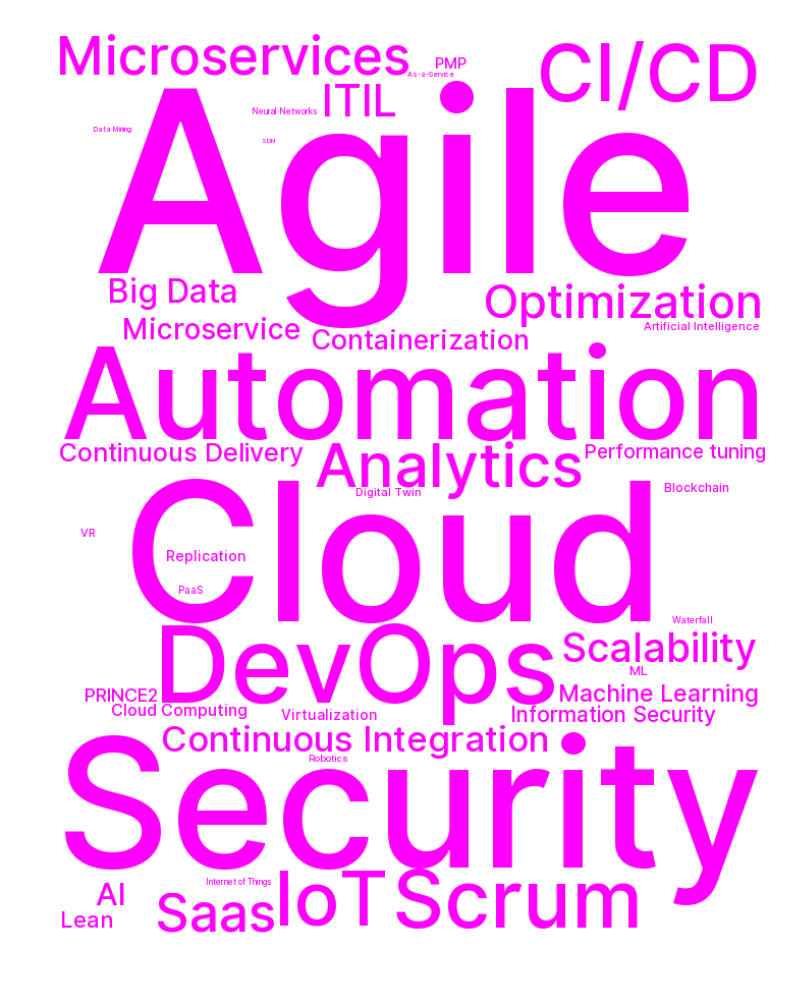 Microservices
PMP
CI/CD
As-a-Service
ITIL
Neural Networks
Data Mining
SDN
Agile
Big Data
Optimization
Microservice
Artificial Intelligence
Containerization
Automation
Continuous Delivery
Analytics
Performance tuning
Digital Twin
Blockchain
Cloud
VR
Replication
PaaS
Waterfall
DevOps
Scalability
ML
PRINCE2
Machine Learning
Cloud Computing
Virtualization
Information Security
Continuous Integration
Robotics
Security
Internet of Things
AI
IoT
Scrum
Saas
Lean